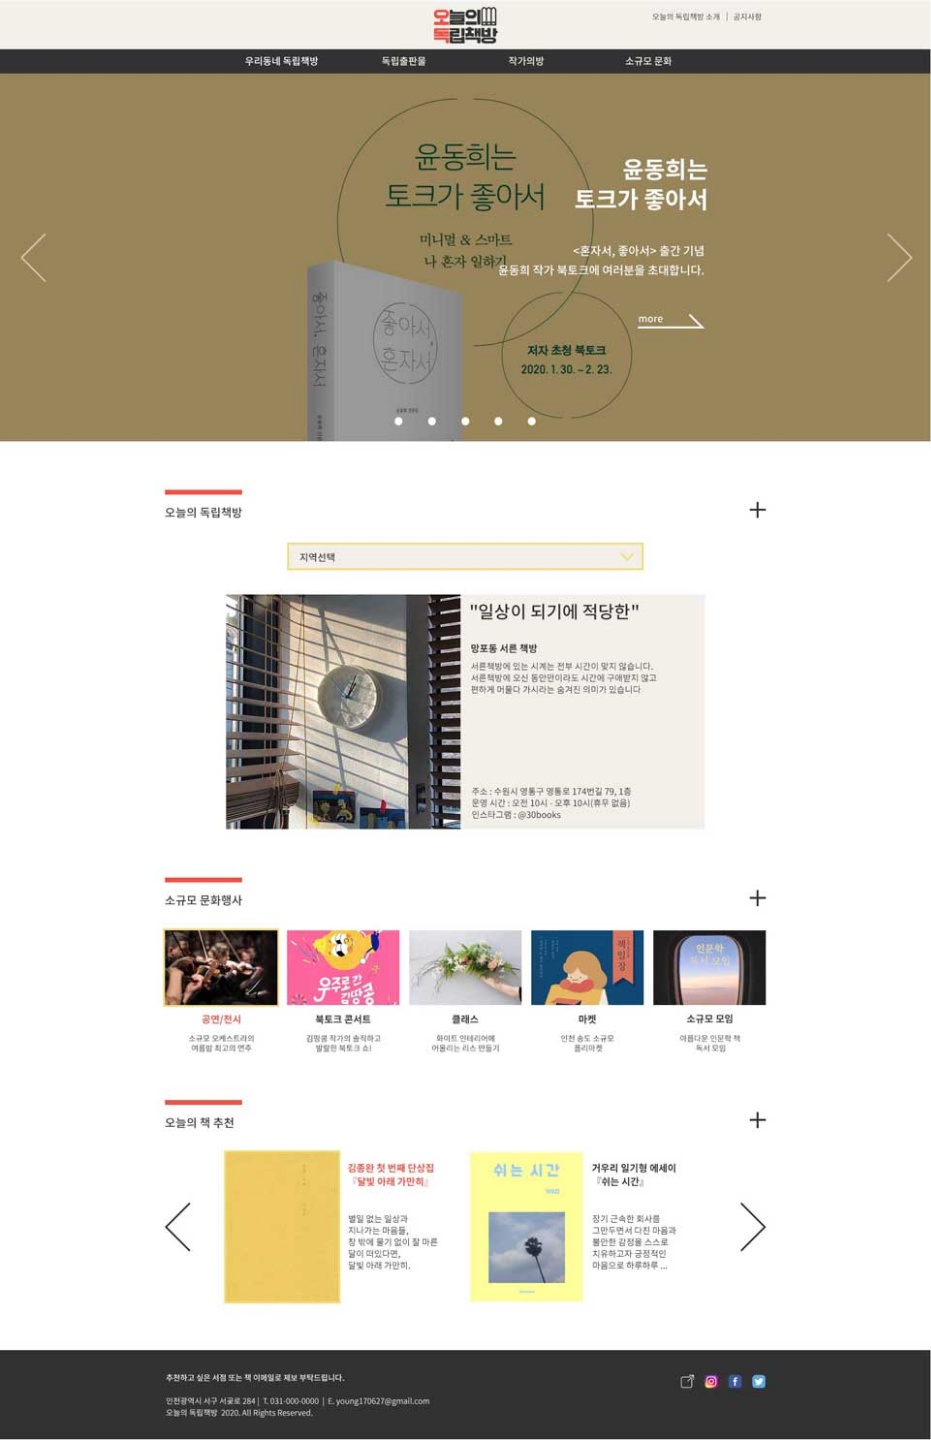 오늘의
독립책방
오늘의 독립책방 소개 | 공지사항
우리동네 독립책방 독립출판물 작가의방 소규모 문화
윤동희는
토크가 좋아서
미니멀 & 스마트
나 혼자 일하기
윤동희는
토크가 좋아서
<혼자서, 좋아서> 출간 기념
윤동희 작가 북토크에 여러분을 초대합니다.
more
저자 초청 북토크
2020. 1. 30. ~ 2. 23.
좋아서, 혼자서
좋아서,
혼자서
오늘의 독립책방
지역선택
"일상이 되기에 적당한"
망포동 서른 책방
서른책방에 있는 시계는 전부 시간이 맞지 않습니다.
서른책방에 오신 동안만이라도 시간에 구애받지 않고
편하게 머물다 가시라는 숨겨진 의미가 있습니다
주소 : 수원시 영통구 영통로 174번길 79, 1층
운영 시간 : 오전 10시 - 오후 10시(휴무 없음)
인스타그램 : @30books
소규모 문화행사
우주로 간
김땅콩
책임장
인문학
독서 모임
공연/전시
소규모 오케스트라의
여름밤 최고의 연주
북토크 콘서트
김땅콩 작가의 솔직하고
발랄한 북토크 쇼!
클래스
화이트 인테리어에
어울리는 리스 만들기
마켓
인천 송도 소규모
플리마켓
소규모 모임
아름다운 인문학 책
독서 모임
오늘의 책 추천
김종완 첫 번째 단상집
『달빛 아래 가만히』
별일 없는 일상과
지나가는 마음들,
창 밖에 물기 없이 잘 마른
달이 떠있다면,
달빛 아래 가만히.
쉬는 시간
거우리 일기형 에세이
『쉬는 시간』
장기 근속한 회사를
그만두면서 다친 마음과
불안한 감정을 스스로
치유하고자 긍정적인
마음으로 하루하루 ...
추천하고 싶은 서점 또는 책 이메일로 제보 부탁드립니다.
인천광역시 서구 서곶로 284 | T. 031-000-0000 | E. young170627@gmail.com
오늘의 독립책방 2020. All Rights Reserved.